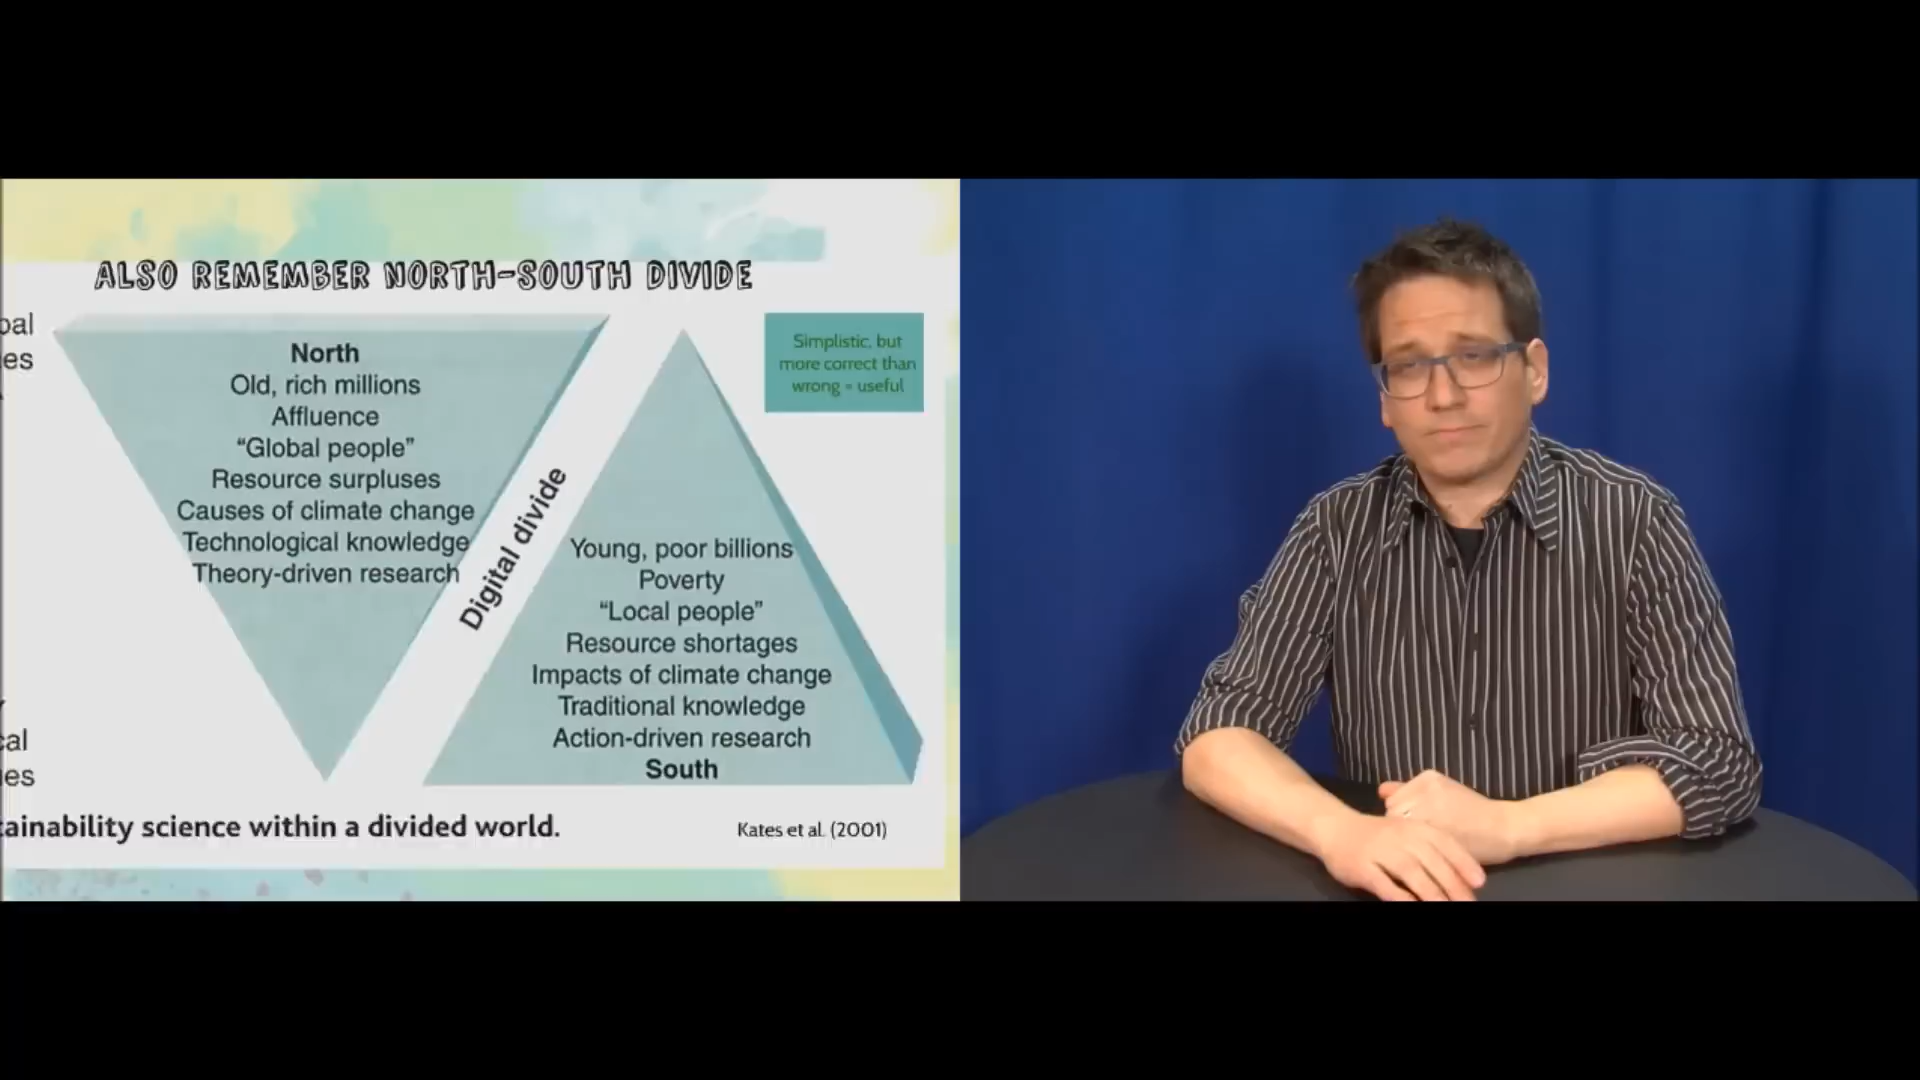 ALSO REMEMBER NORTH-SOUTH DIVIDE
North
Old, rich millions
Affluence
“Global people”
Resource surpluses
Causes of climate change
Technological knowledge
Theory-driven research
Digital divide
Simplistic, but
more correct than
wrong = useful
Young, poor billions
Poverty
“Local people”
Resource shortages
Impacts of climate change
Traditional knowledge
Action-driven research
South
tainability science within a divided world.
Kates et al. (2001)